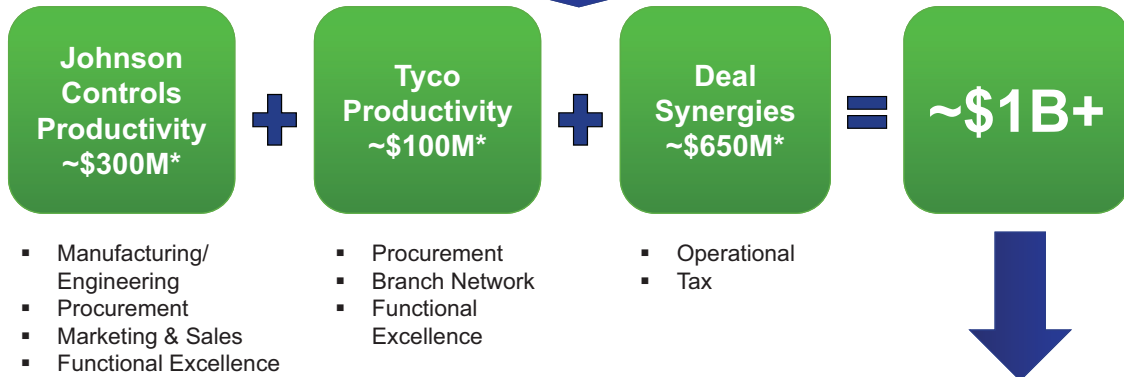 Johnson
Controls
Productivity
~$300M*
Tyco
Productivity
~$100M*
Deal
Synergies
~$650M*
~$1B+
▪ Manufacturing/
Engineering
▪ Procurement
▪ Marketing & Sales
▪ Functional Excellence
▪ Procurement
▪ Branch Network
▪ Functional
Excellence
▪ Operational
▪ Tax